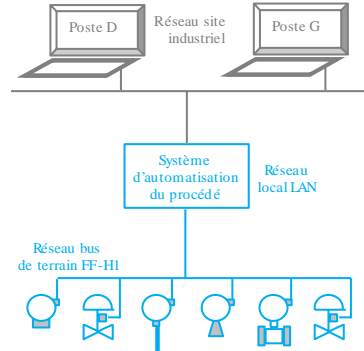 Poste D
Réseau site
industriel
Poste G
Système
d'automatisation
du procédé
Réseau
local LAN
Réseau bus
de terrain FF-H1